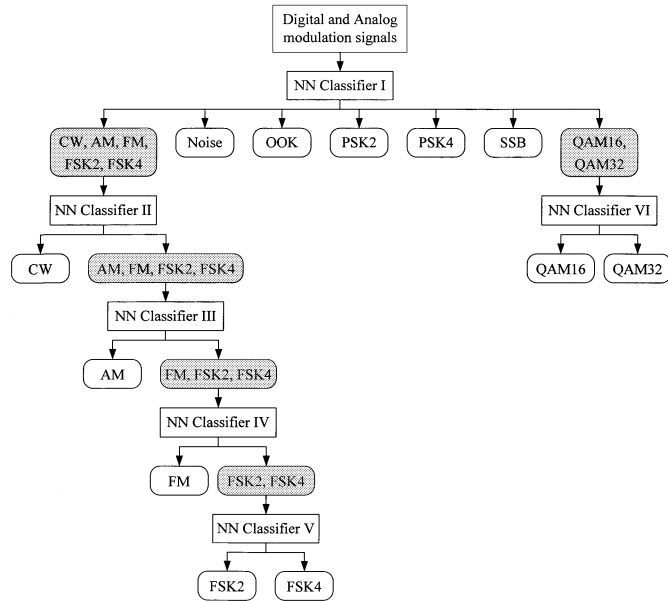 Digital and Analog
modulation signals
NN Classifier I
CW, AM, FM,
FSK2, FSK4
Noise
OOK
PSK2
PSK4
SSB
QAM16,
QAM32
NN Classifier II
NN Classifier VI
CW
AM, FM, FSK2, FSK4
QAM16
QAM32
NN Classifier III
AM
FM, FSK2, FSK4
NN Classifier IV
FM
FSK2, FSK4
NN Classifier V
FSK2
FSK4